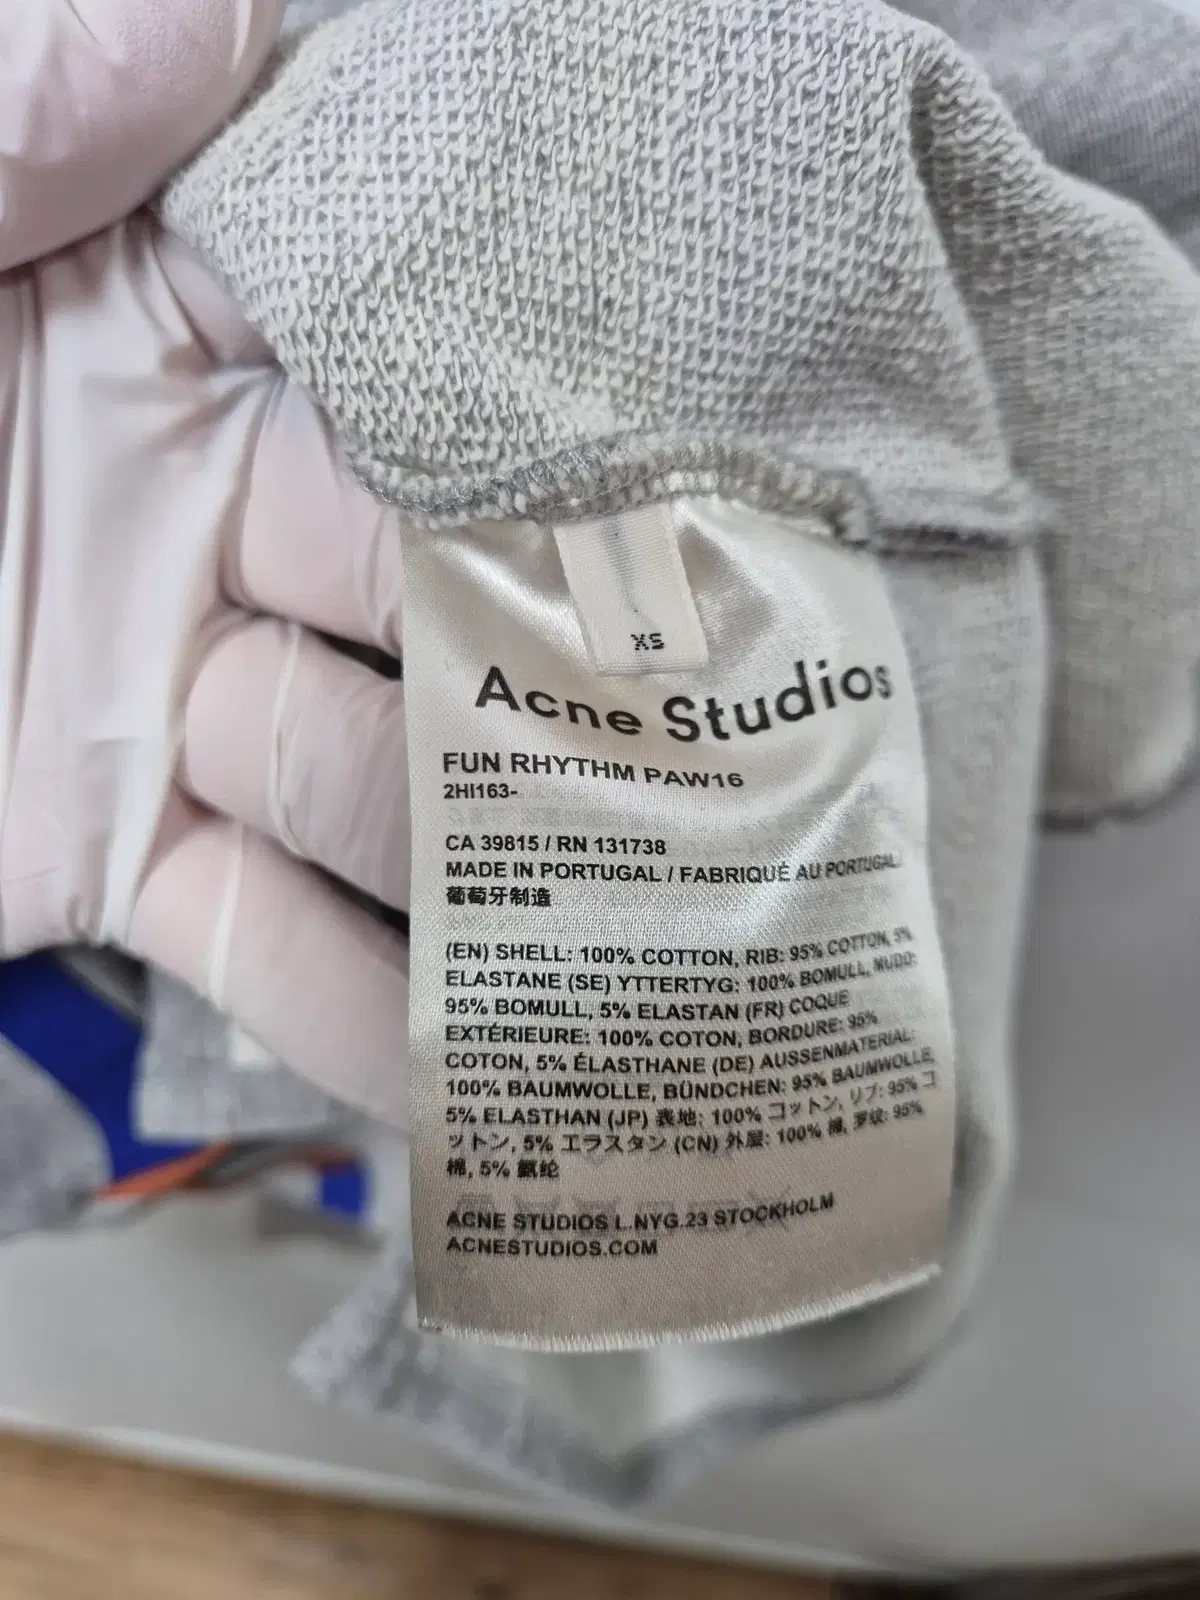 XS
Acne Studios
FUN RHYTHM PAW16
2HI163-
CA 39815 / RN 131738
MADE IN PORTUGAL / FABRIQUÉ AU PORTUGAL/
葡萄牙制造
(EN) SHELL: 100% COTTON, RIB: 95% COTTON, 5%
ELASTANE (SE) YTTERTYG: 100% BOMULL, MUDD:
95% BOMULL, 5% ELASTAN (FR) COQUE
EXTÉRIEURE: 100% COTON, BORDURE: 95%
COTON, 5% ÉLASTHANE (DE) AUSSENMATERIAL:
100% BAUMWOLLE, BÜNDCHEN: 95% BAUMWOLLE,
5% ELASTHAN (JP) 表地: 100% コットン, リブ: 95% コ
ットン, 5% エラスタン (CN) 外层: 100% 棉, 罗纹: 95%
棉, 5% 氨纶
ACNE STUDIOS L.NYG.23 STOCKHOLM
ACNESTUDIOS.COM